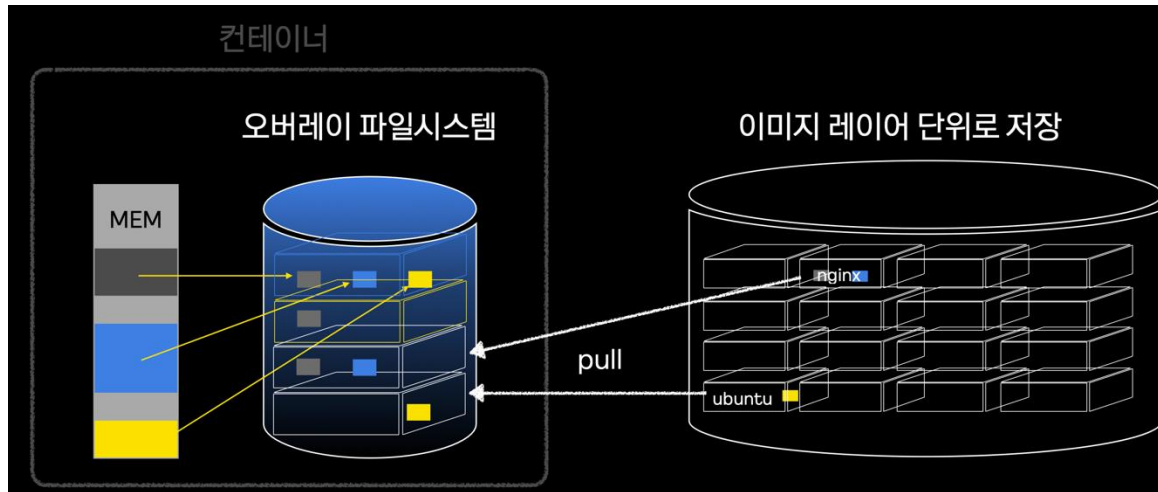 컨테이너
오버레이 파일시스템
이미지 레이어 단위로 저장
MEM
nginx
pull
ubuntu